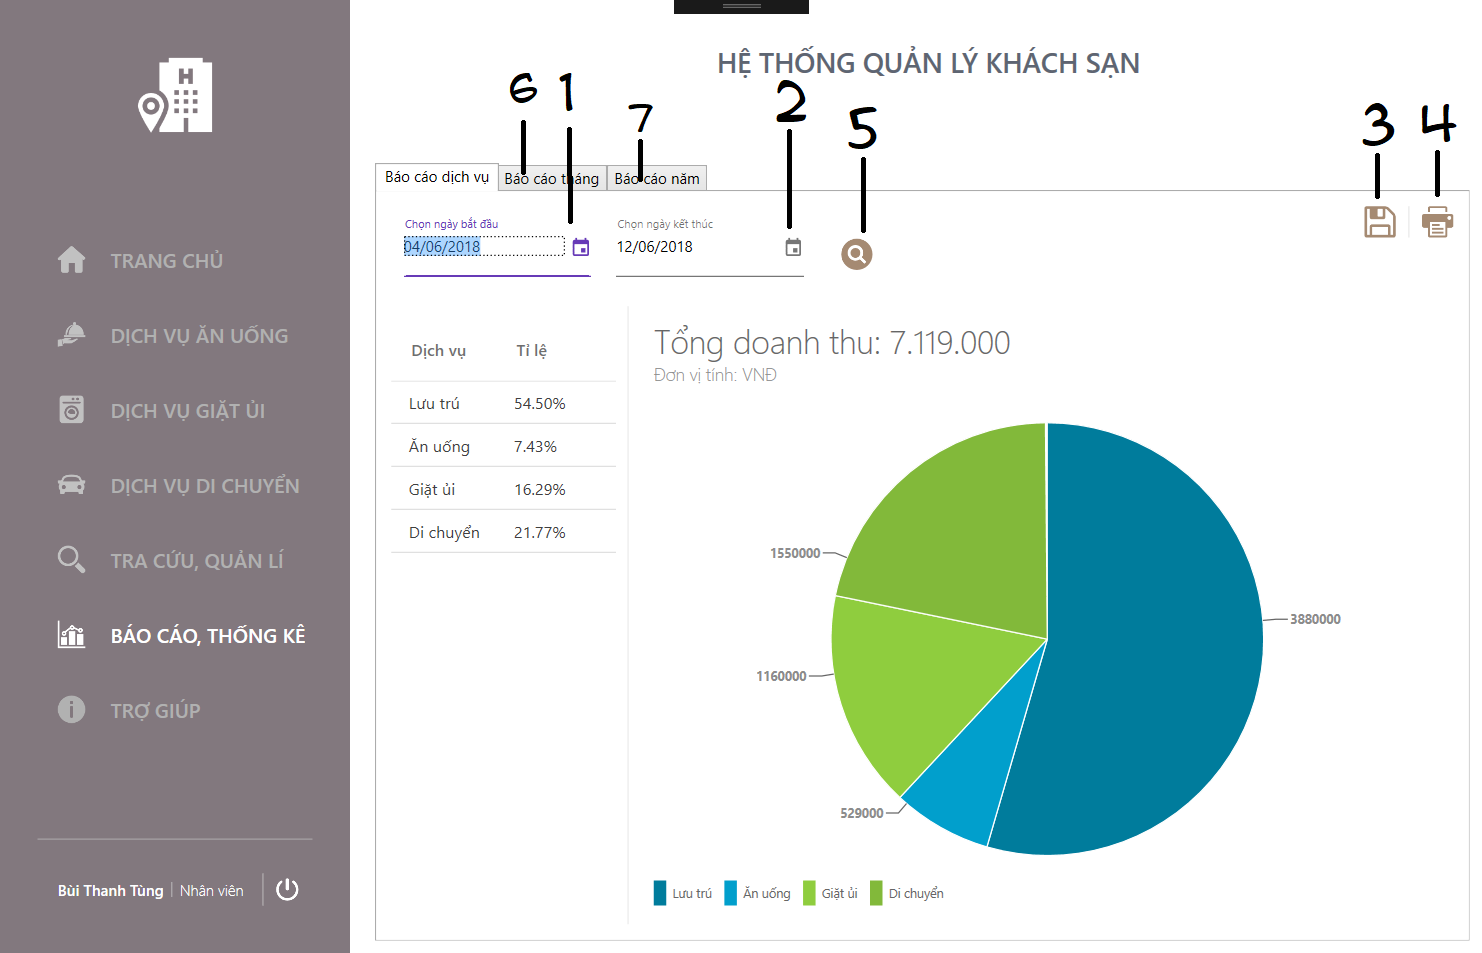 HỆ THỐNG QUẢN LÝ KHÁCH SẠN
H
6 1 7 2 5 3 4
Báo cáo dịch vụ Báo cáo tháng Báo cáo năm
Chọn ngày bắt đầu Chọn ngày kết thúc
04/06/2018 12/06/2018
TRANG CHỦ
DỊCH VỤ ĂN UỐNG
DỊCH VỤ GIẶT ỦI
DỊCH VỤ DI CHUYỂN
TRA CỨU, QUẢN LÍ
BÁO CÁO, THỐNG KÊ
TRỢ GIÚP
Bùi Thanh Tùng | Nhân viên
Dịch vụ Tỉ lệ
Lưu trú 54.50%
Ăn uống 7.43%
Giặt ủi 16.29%
Di chuyển 21.77%
Tổng doanh thu: 7.119.000
Đơn vị tính: VNĐ
1550000
3880000
1160000
529000
Lưu trú Ăn uống Giặt ủi Di chuyển